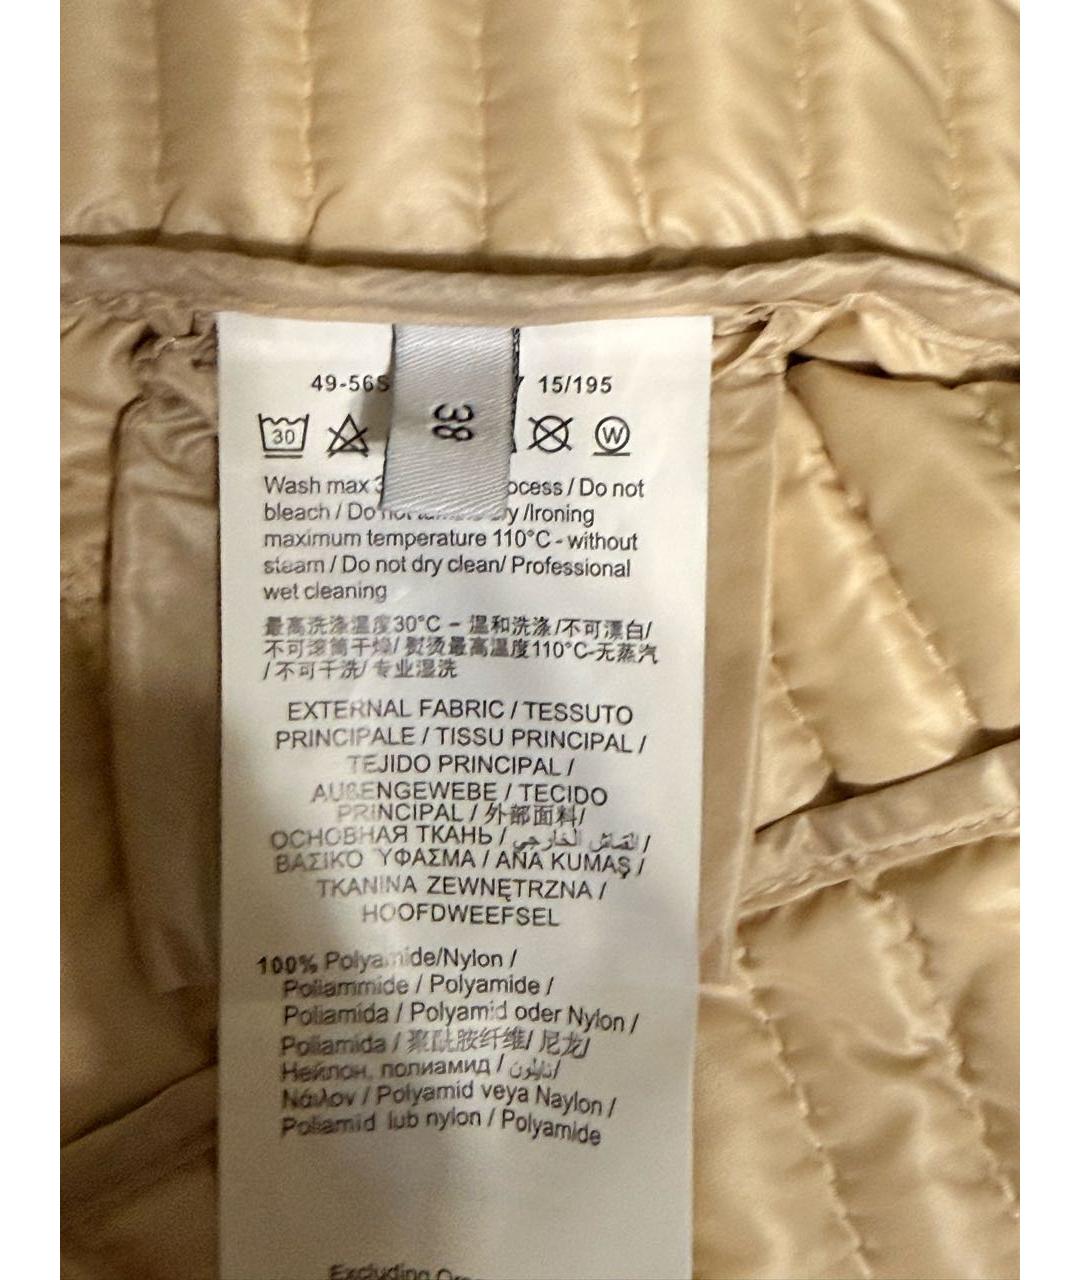 49-56S 7 15/195
38
30 W
Wash max 3 ocess / Do not
bleach / Do not tumble dry /Ironing
maximum temperature 110°C - without
steam / Do not dry clean/ Professional
wet cleaning
最高洗涤温度30°C – 温和洗涤/不可漂白/
不可滚筒干燥/ 熨烫最高温度110°C-无蒸汽
/ 不可干洗/ 专业湿洗
EXTERNAL FABRIC / TESSUTO
PRINCIPALE / TISSU PRINCIPAL /
TEJIDO PRINCIPAL /
AUßENGEWEBE / TECIDO
PRINCIPAL / 外部面料/
ОСНОВНАЯ ТКАНЬ / القماش الخارجي /
ΒΑΣΙΚΟ ΎΦΑΣΜΑ / ANA KUMAŞ /
TKANINA ZEWNĘTRZNA /
HOOFDWEEFSEL
100% Polyamide/Nylon /
Poliammide / Polyamide /
Poliamida / Polyamid oder Nylon /
Poliamida / 聚酰胺纤维/ 尼龙/
Нейлон, полиамид / نايلون/
Νάιλον / Polyamid veya Naylon /
Poliamid lub nylon / Polyamide
Excluding